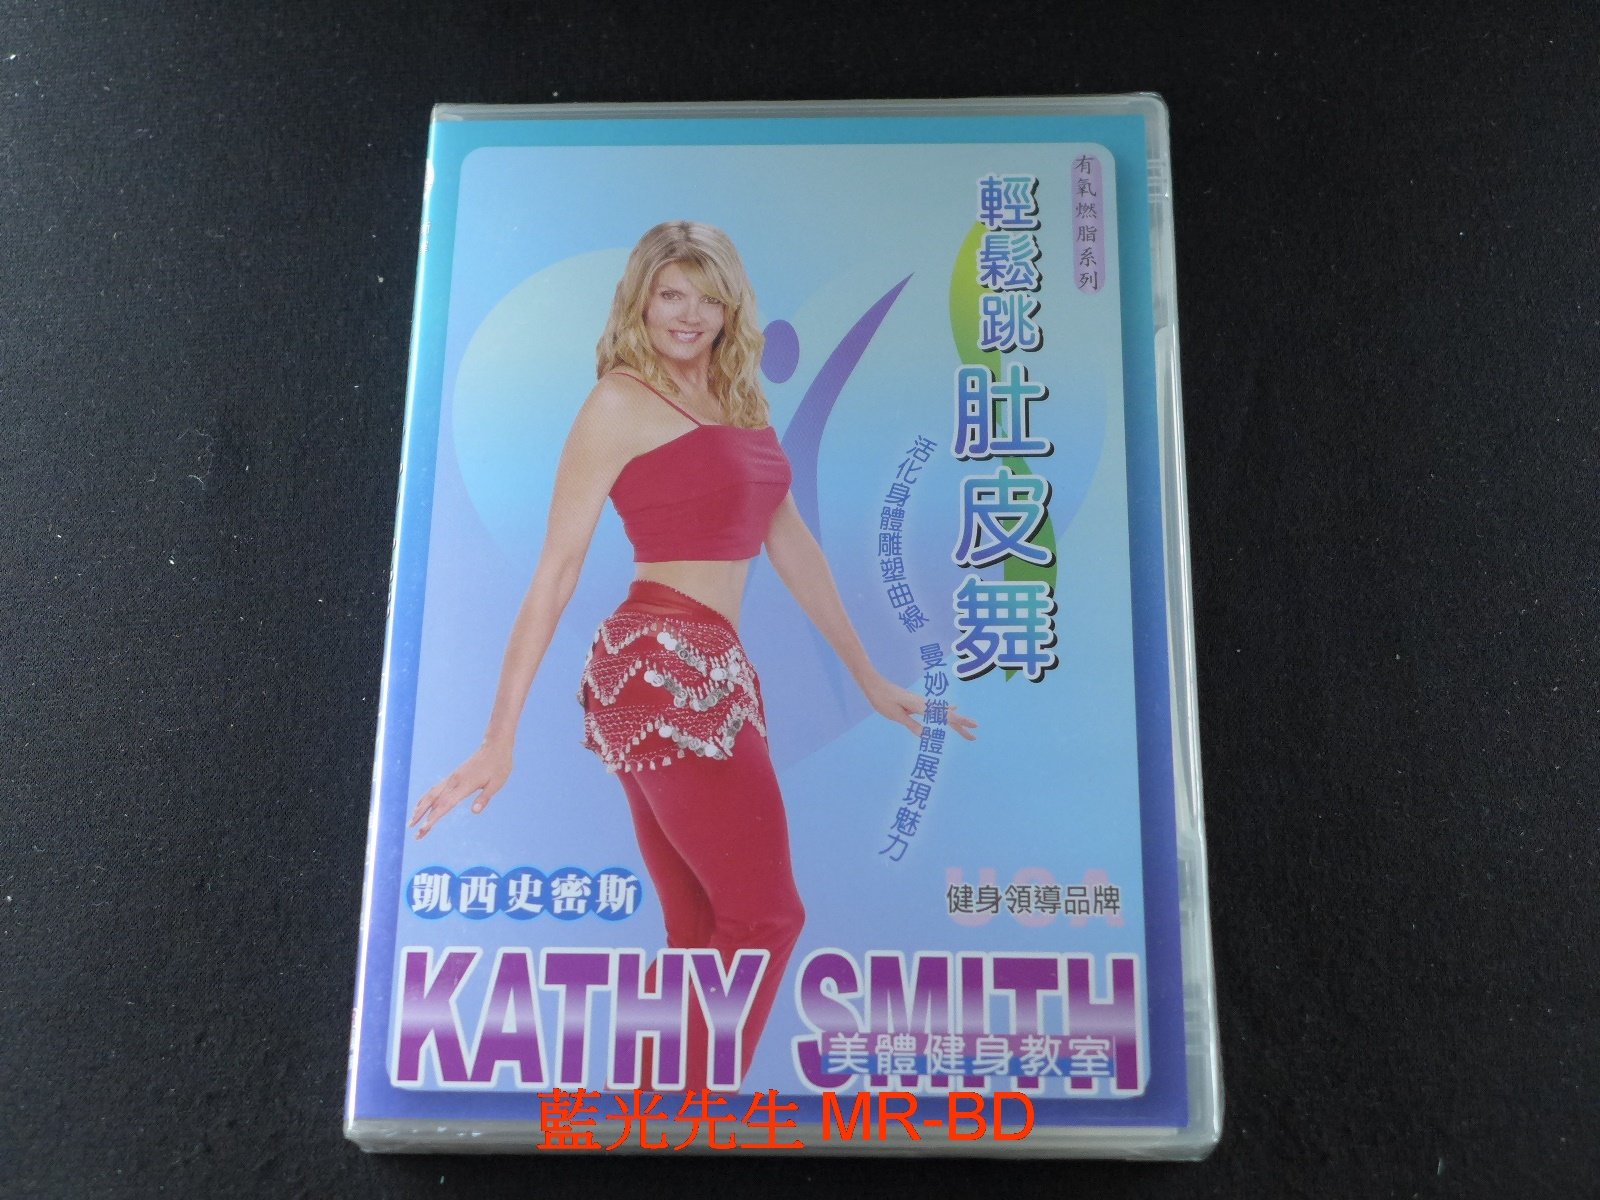 有氧燃脂系列
輕鬆跳肚皮舞
活化身體雕塑曲線
曼妙纖體展現魅力
凱西史密斯
USA
健身領導品牌
KATHY SMITH
美體健身教室
藍光先生 MR-BD